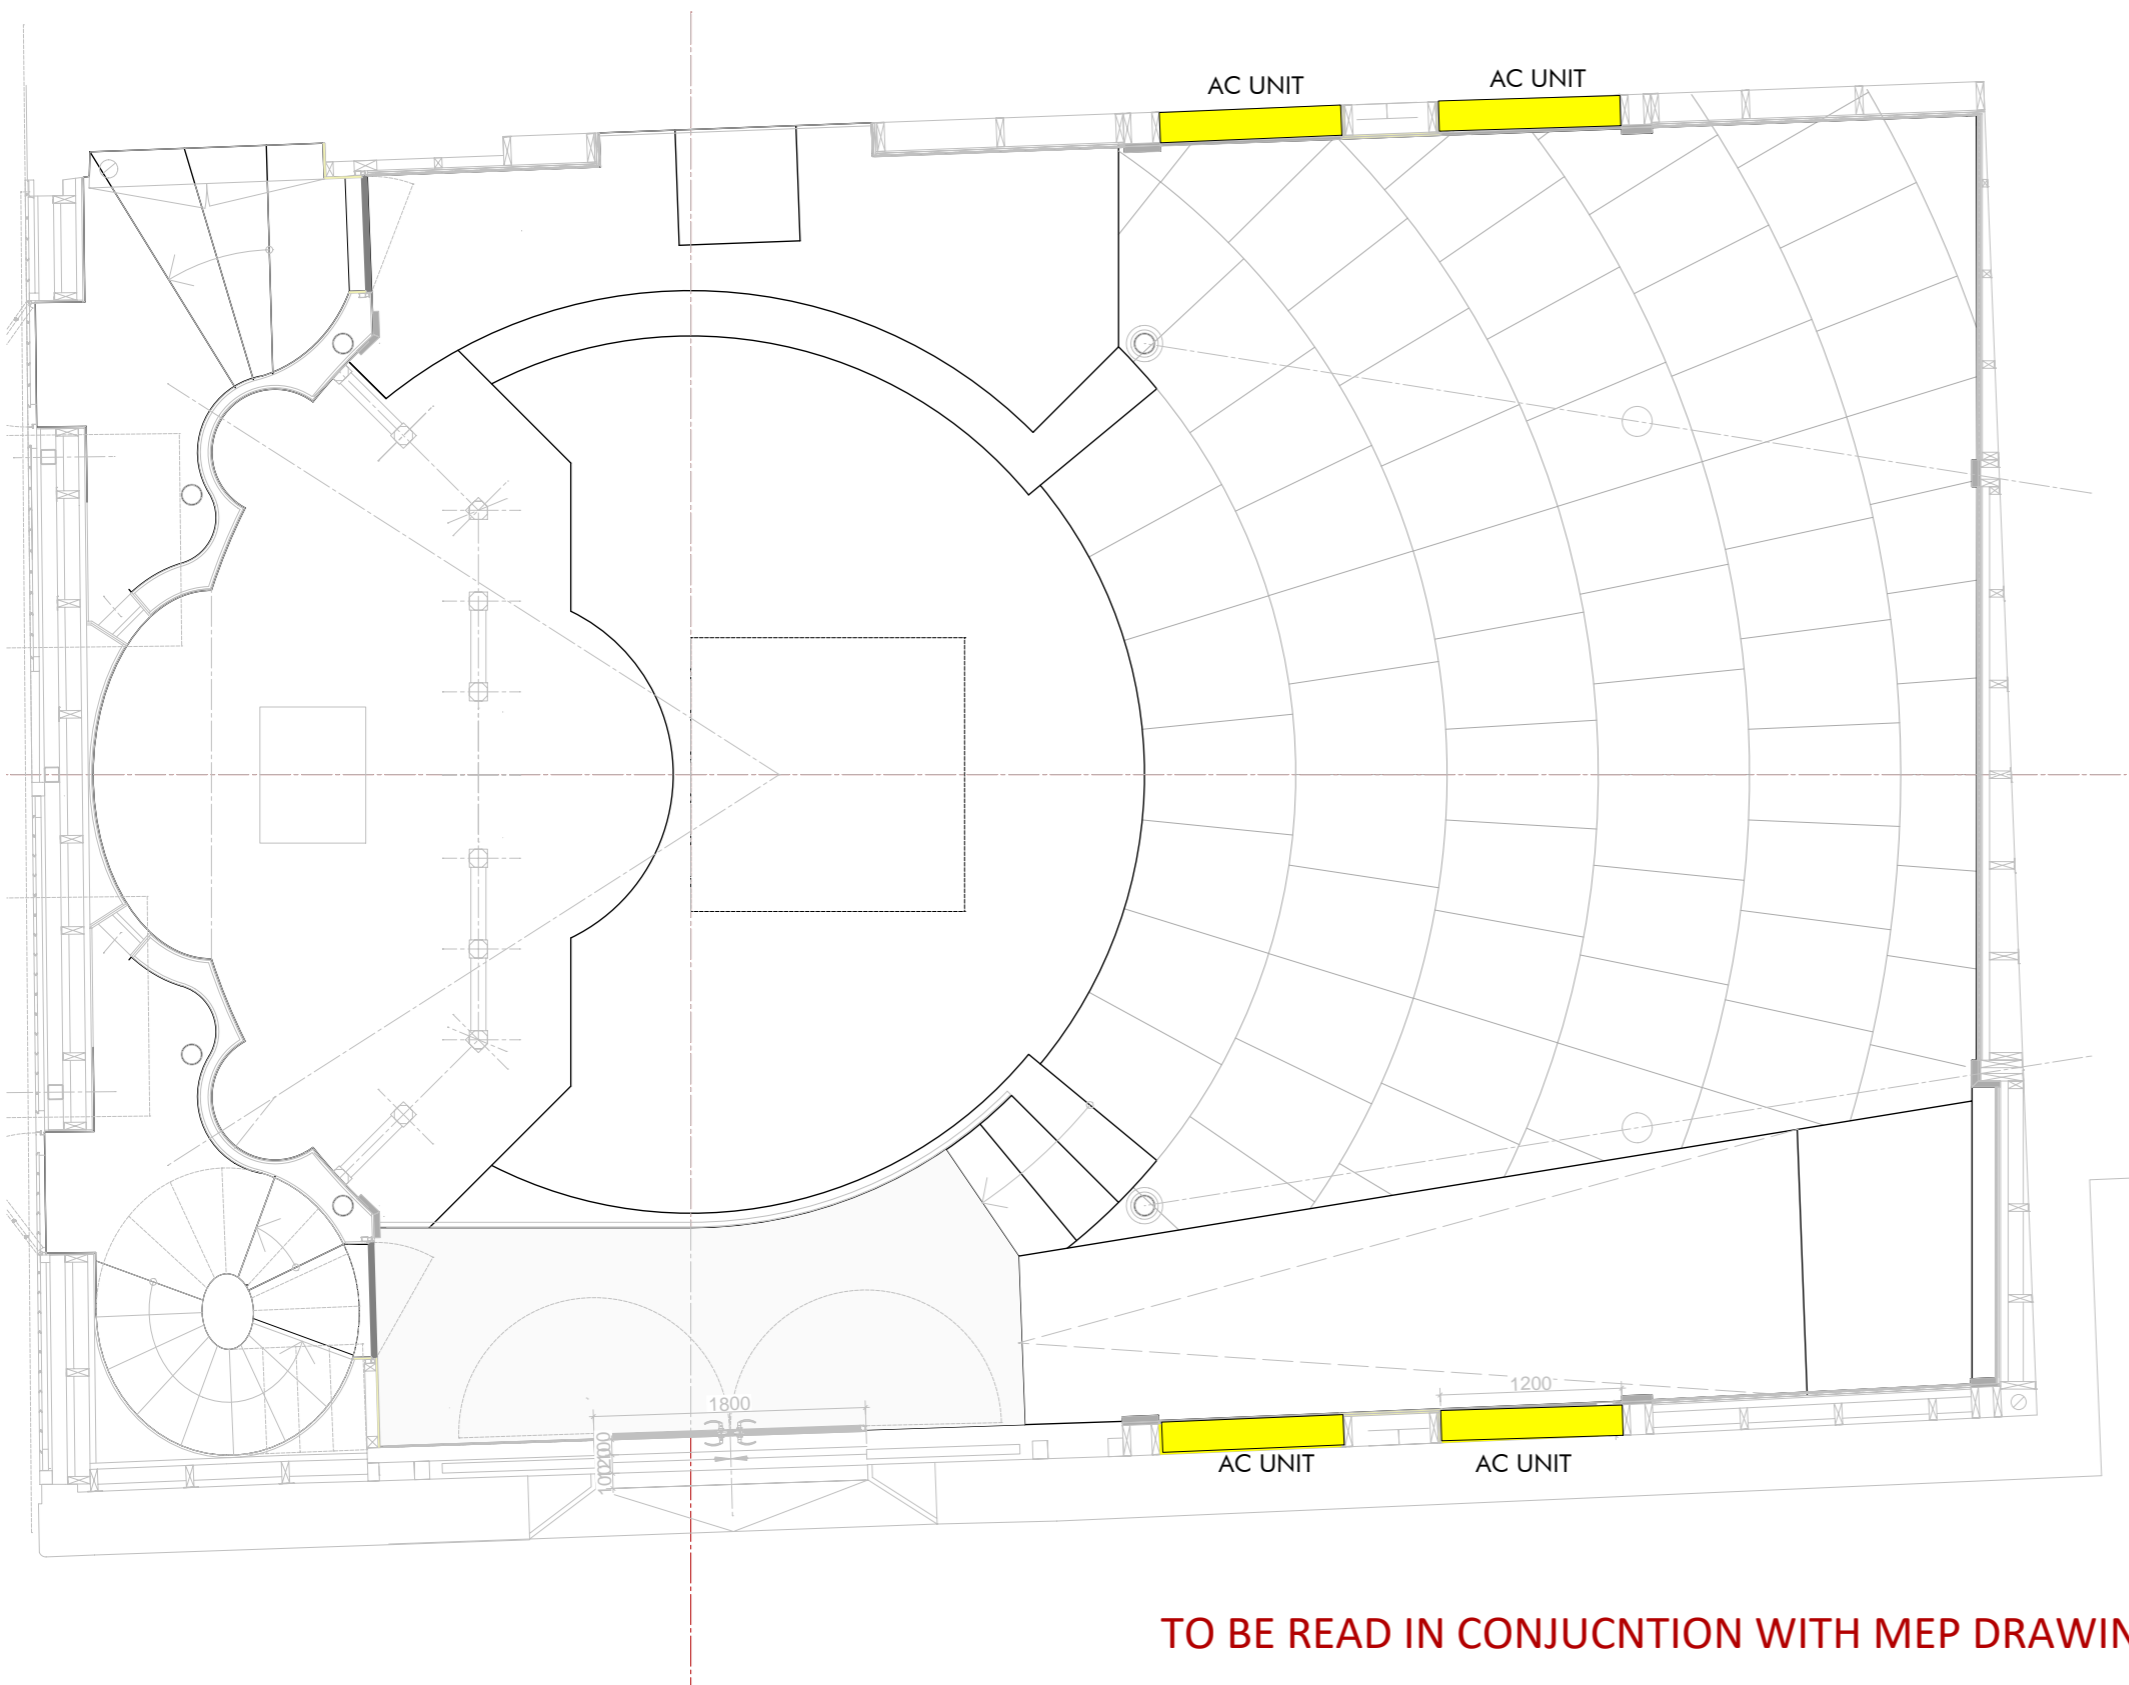 AC UNIT
AC UNIT
1200
1800
AC UNIT
AC UNIT
TO BE READ IN CONJUCNTION WITH MEP DRAWIN